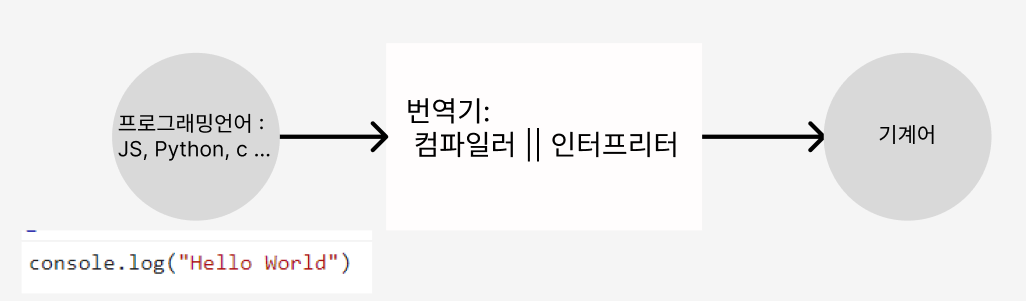 프로그래밍언어 :
JS, Python, c ...
번역기:
컴파일러 || 인터프리터
기계어
console.log("Hello World")